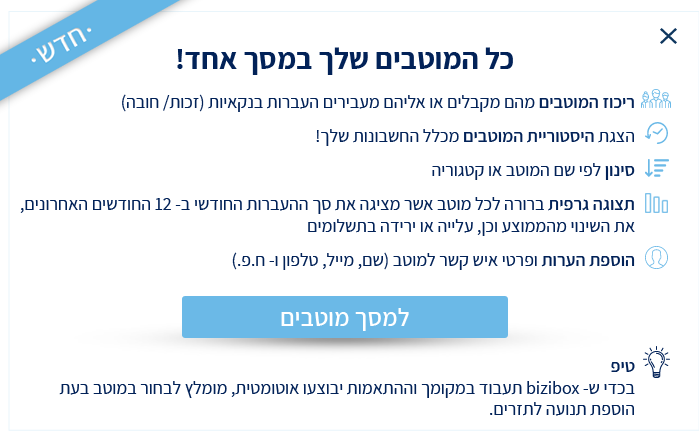 ·חדש·
כל המוטבים שלך במסך אחד!
ריכוז המוטבים מהם מקבלים או אליהם מעבירים העברות בנקאיות (זכות/ חובה)
הצגת היסטוריית המוטבים מכלל החשבונות שלך!
סינון לפי שם המוטב או קטגוריה
תצוגה גרפית ברורה לכל מוטב אשר מציגה את סך ההעברות החודשי ב- 12 החודשים האחרונים,
את השינוי מהממוצע וכן, עלייה או ירידה בתשלומים
הוספת הערות ופרטי איש קשר למוטב (שם, מייל, טלפון ו- ח.פ.)
למסך מוטבים
טיפ
בכדי ש- bizibox תעבוד במקומך וההתאמות יבוצעו אוטומטית, מומלץ לבחור במוטב בעת
הוספת תנועה לתזרים.